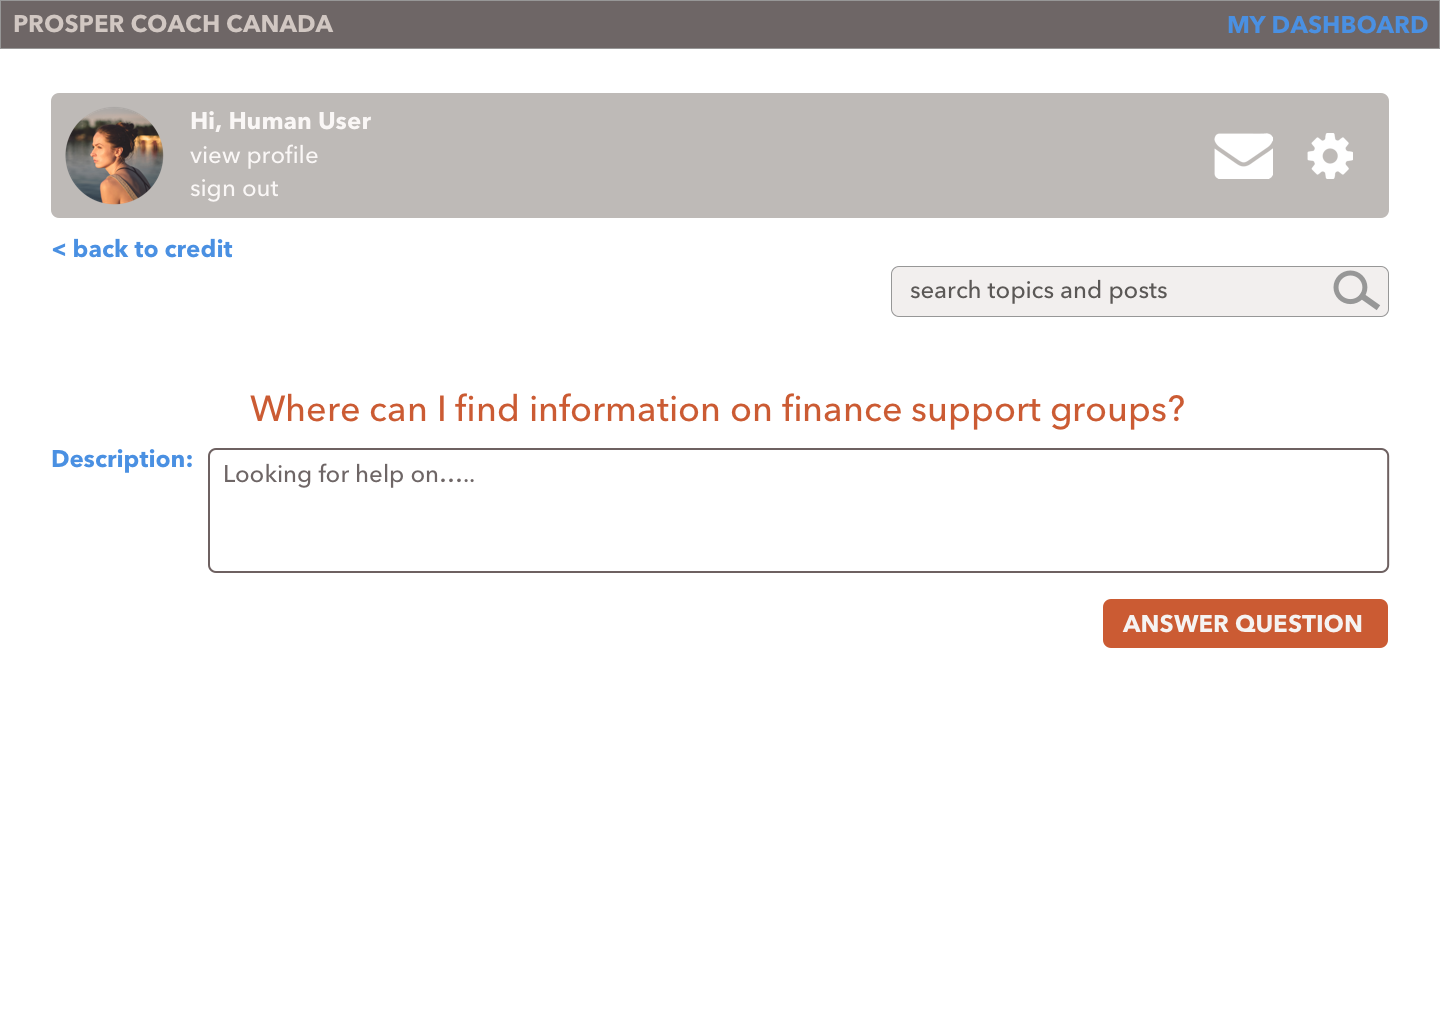 PROSPER COACH CANADA
MY DASHBOARD
Hi, Human User
view profile
sign out
< back to credit
search topics and posts
Where can I find information on finance support groups?
Description:
Looking for help on…..
ANSWER QUESTION